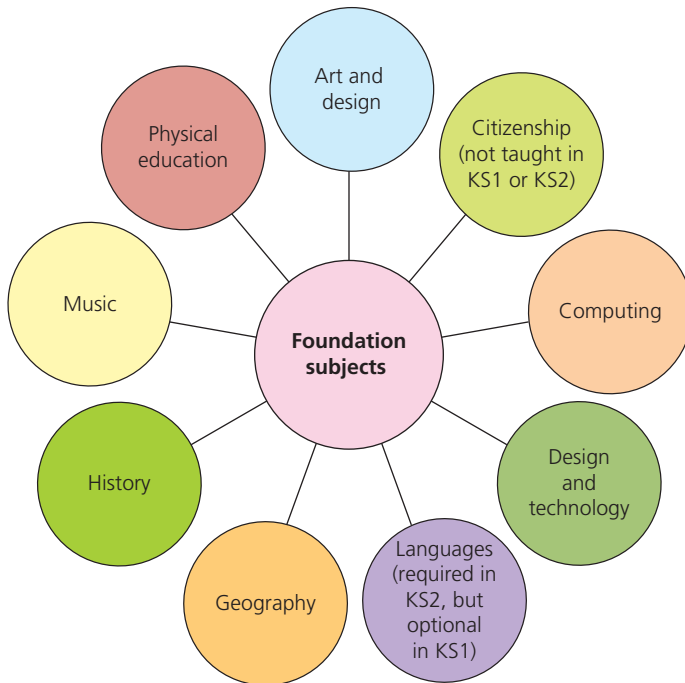 Art and
design
Citizenship
(not taught in
KS1 or KS2)
Computing
Design
and
technology
Languages
(required in
KS2, but
optional
in KS1)
Geography
History
Music
Physical
education
Foundation
subjects